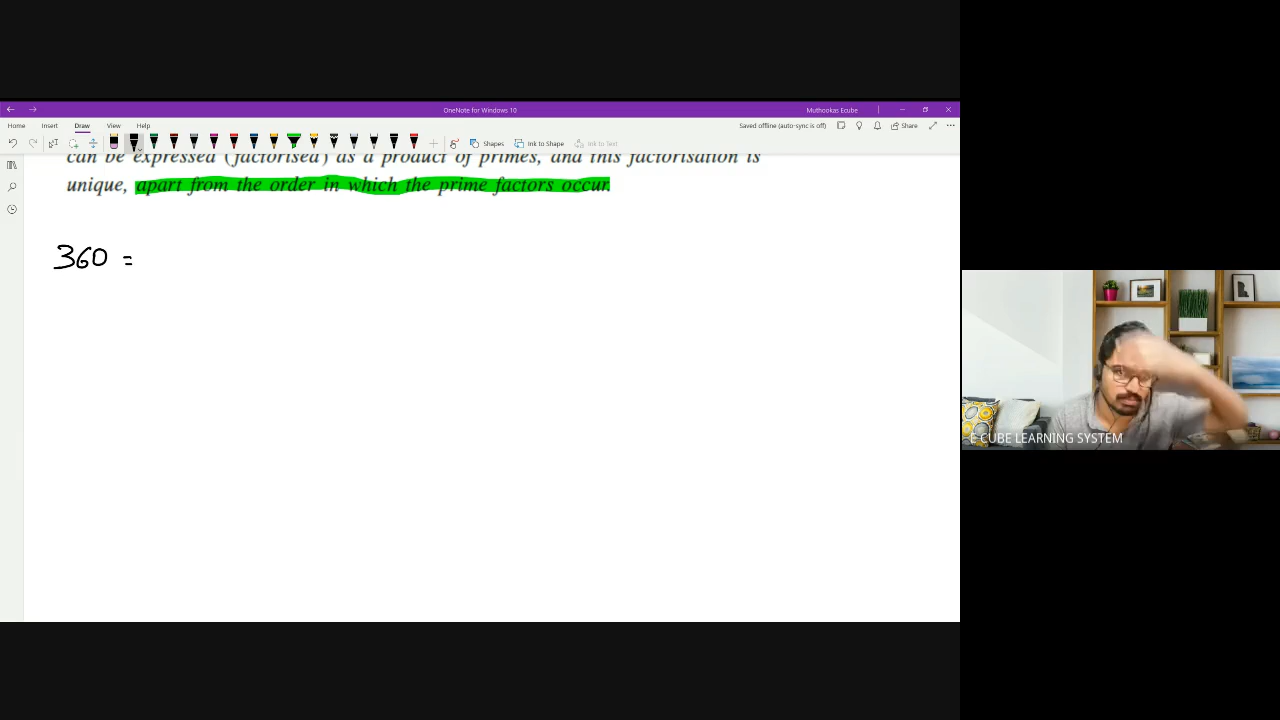 OneNote for Windows 10
Muthookas Ecube
Home Insert Draw View Help
Saved offline (auto-sync is off)
Share
Shapes
Ink to Shape
Ink to Text
can be expressed (factorised) as a product of primes, and this factorisation is
unique, apart from the order in which the prime factors occur.
360 =
E CUBE LEARNING SYSTEM